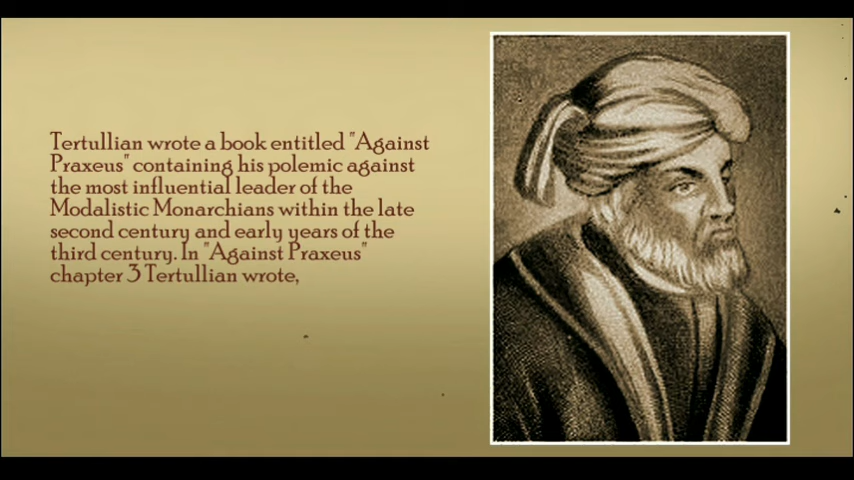 Tertullian wrote a book entitled "Against
Praxeus" containing his polemic against
the most influential leader of the
Modalistic Monarchians within the late
second century and early years of the
third century. In "Against Praxeus"
chapter 3 Tertullian wrote,